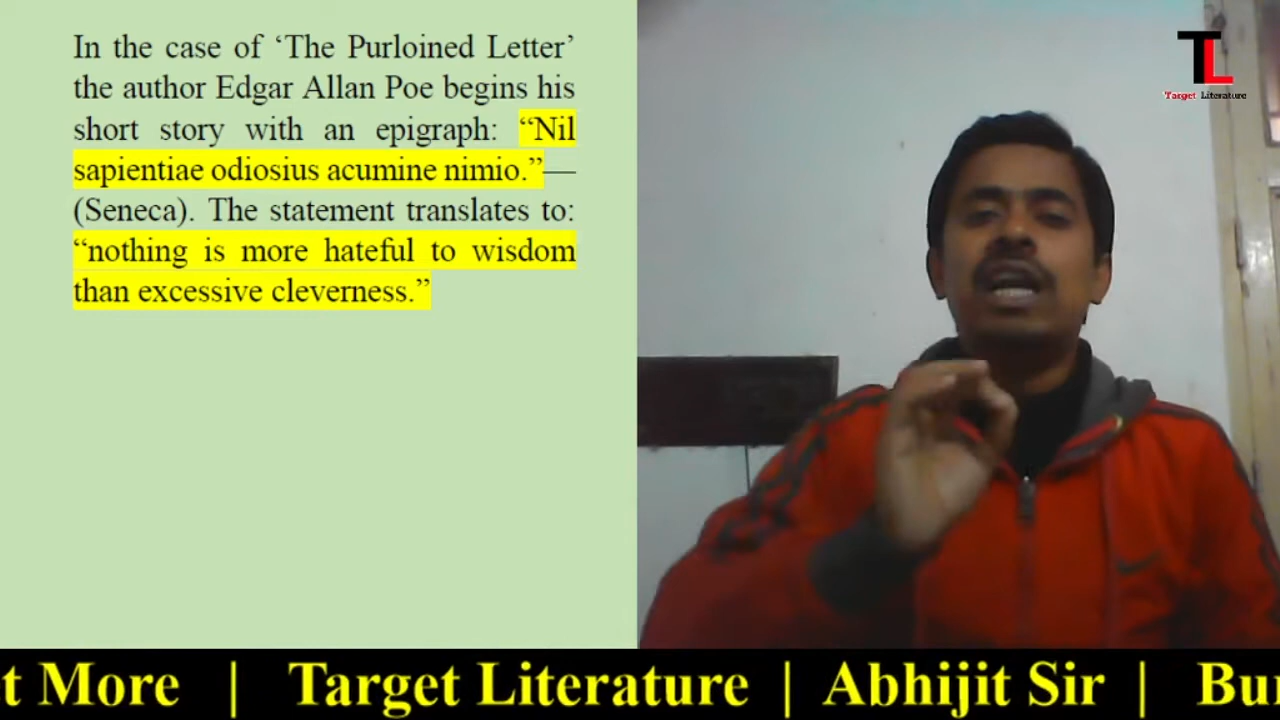 In the case of ‘The Purloined Letter’
the author Edgar Allan Poe begins his
short story with an epigraph: “Nil
sapientiae odiosius acumine nimio.”—
(Seneca). The statement translates to:
“nothing is more hateful to wisdom
than excessive cleverness.”
TL
Target Literature
t More | Target Literature | Abhijit Sir | Bur